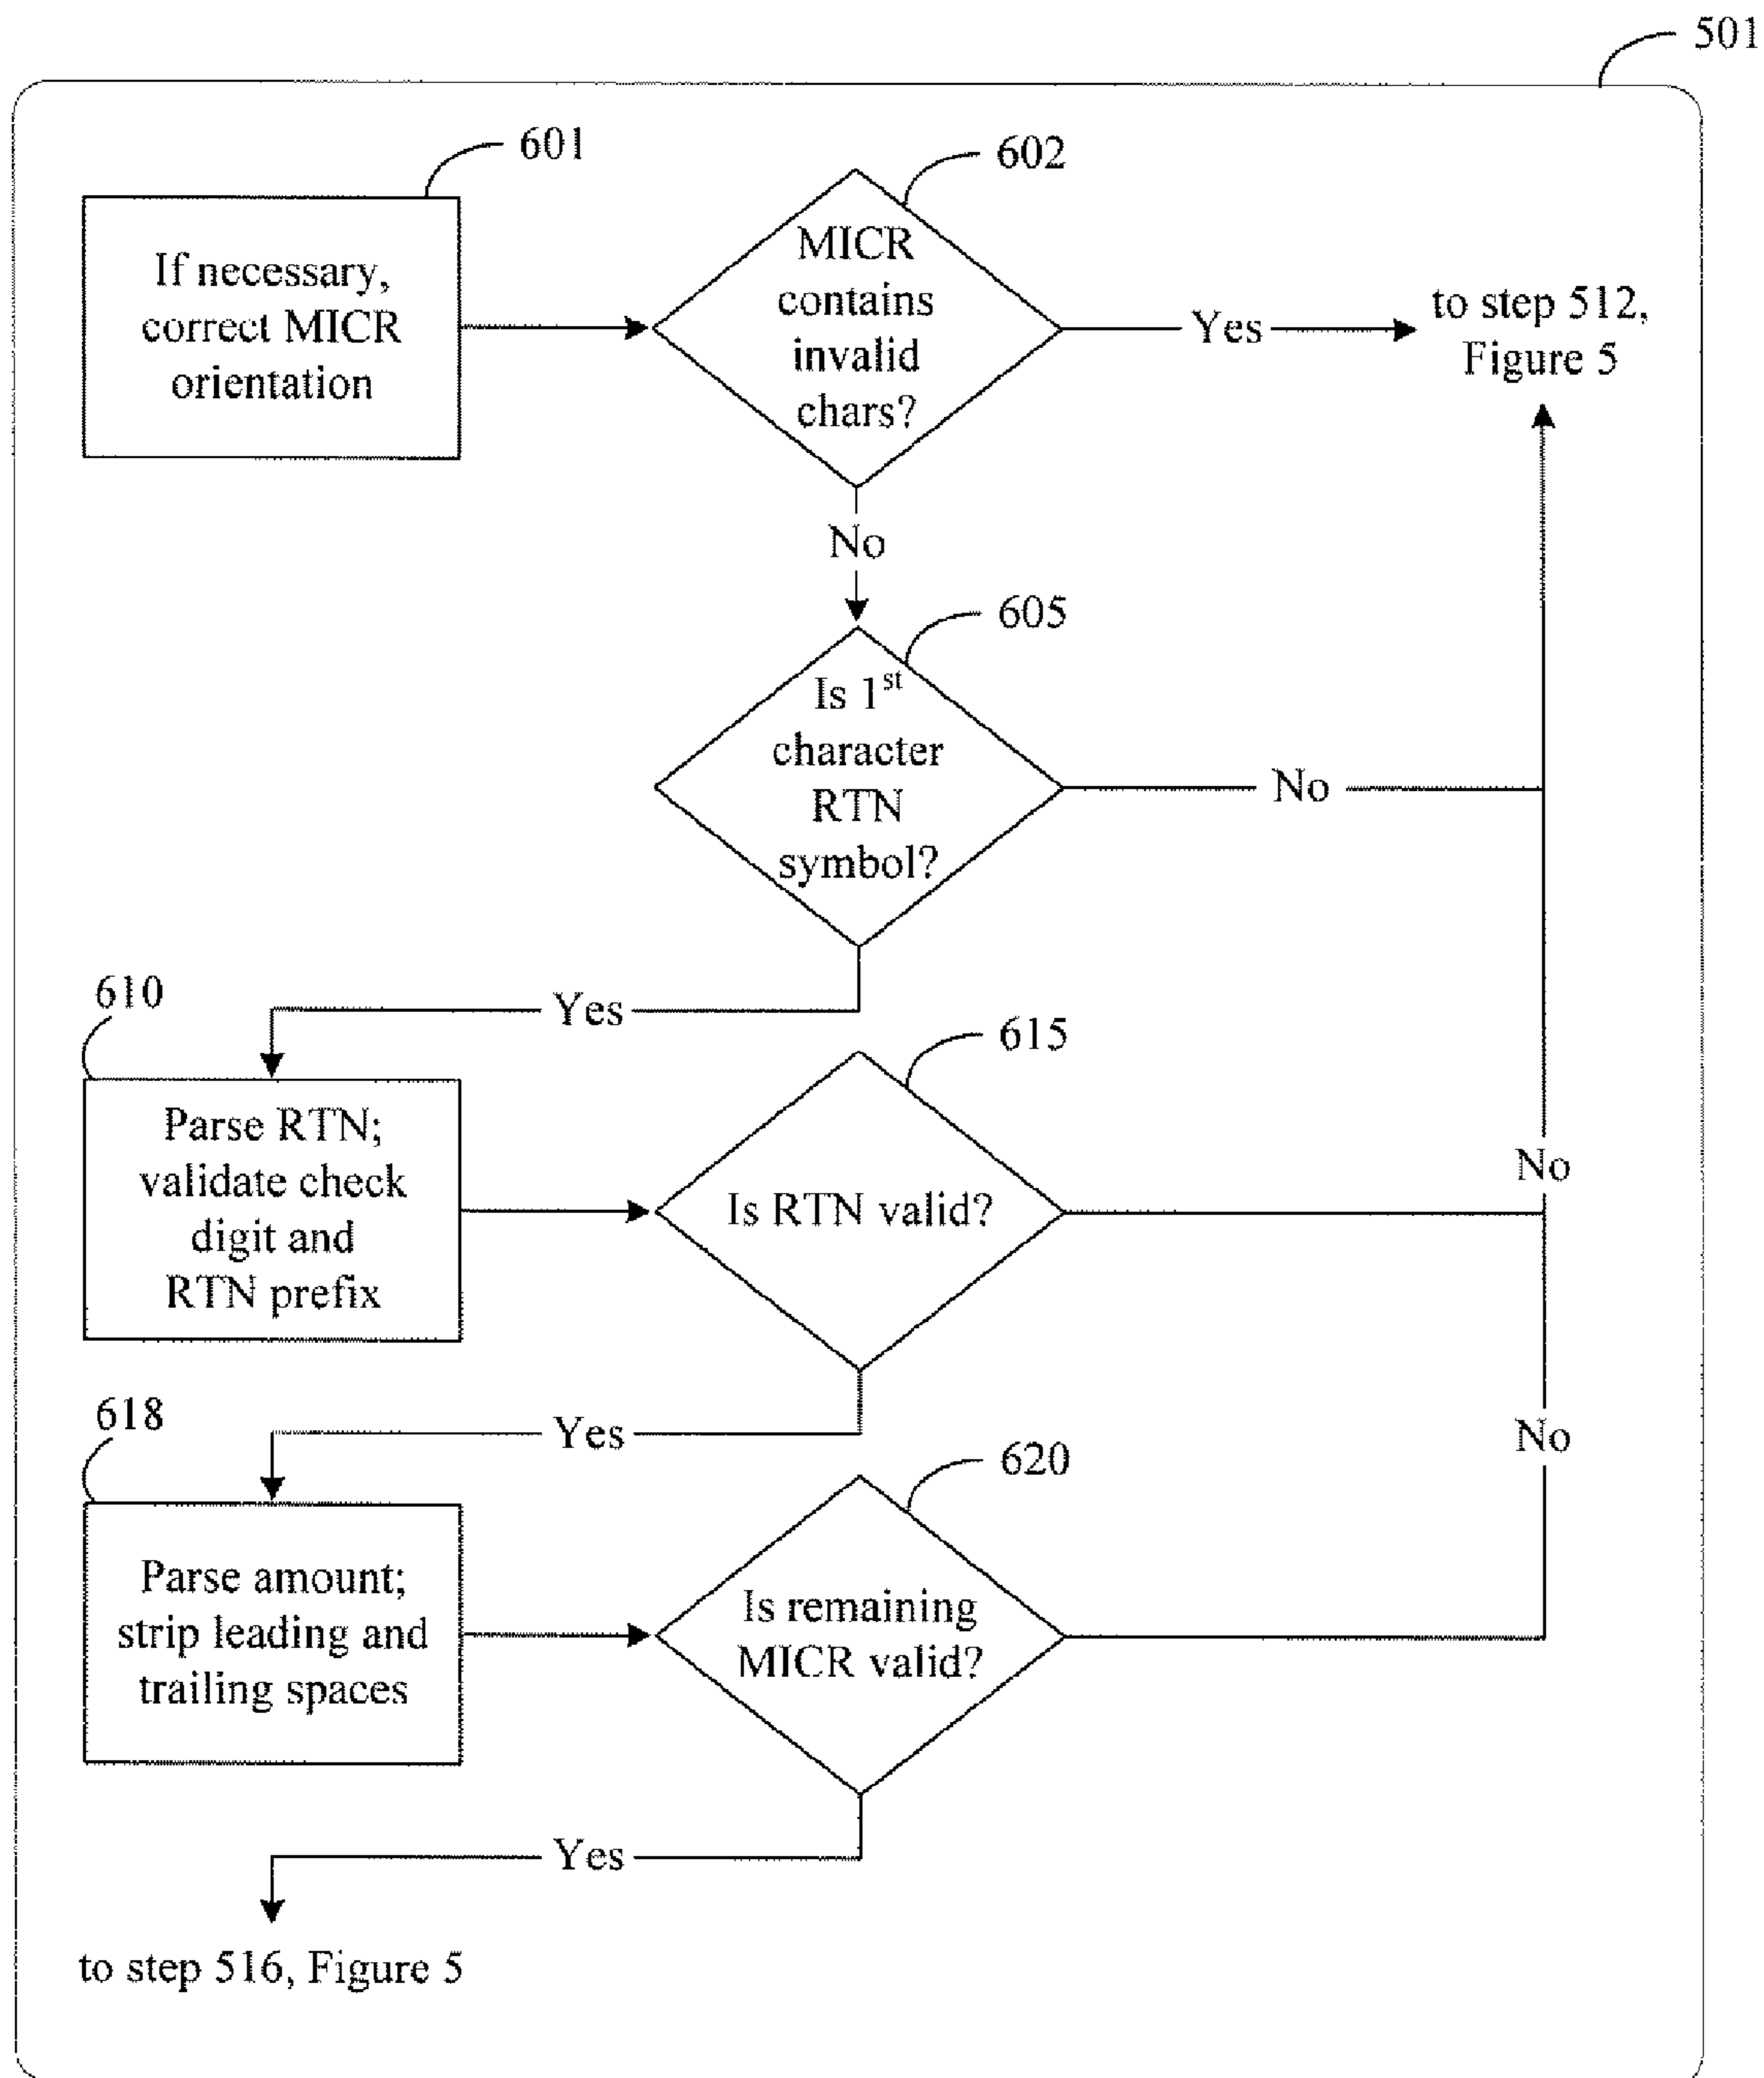 501
601
602
If necessary,
correct MICR
orientation
MICR
contains
invalid
chars?
Yes
to step 512,
Figure 5
No
605
Is 1st
character
RTN
symbol?
No
610
Yes
615
Parse RTN;
validate check
digit and
RTN prefix
Is RTN valid?
No
618
Yes
620
No
Parse amount;
strip leading and
trailing spaces
Is remaining
MICR valid?
Yes
to step 516, Figure 5